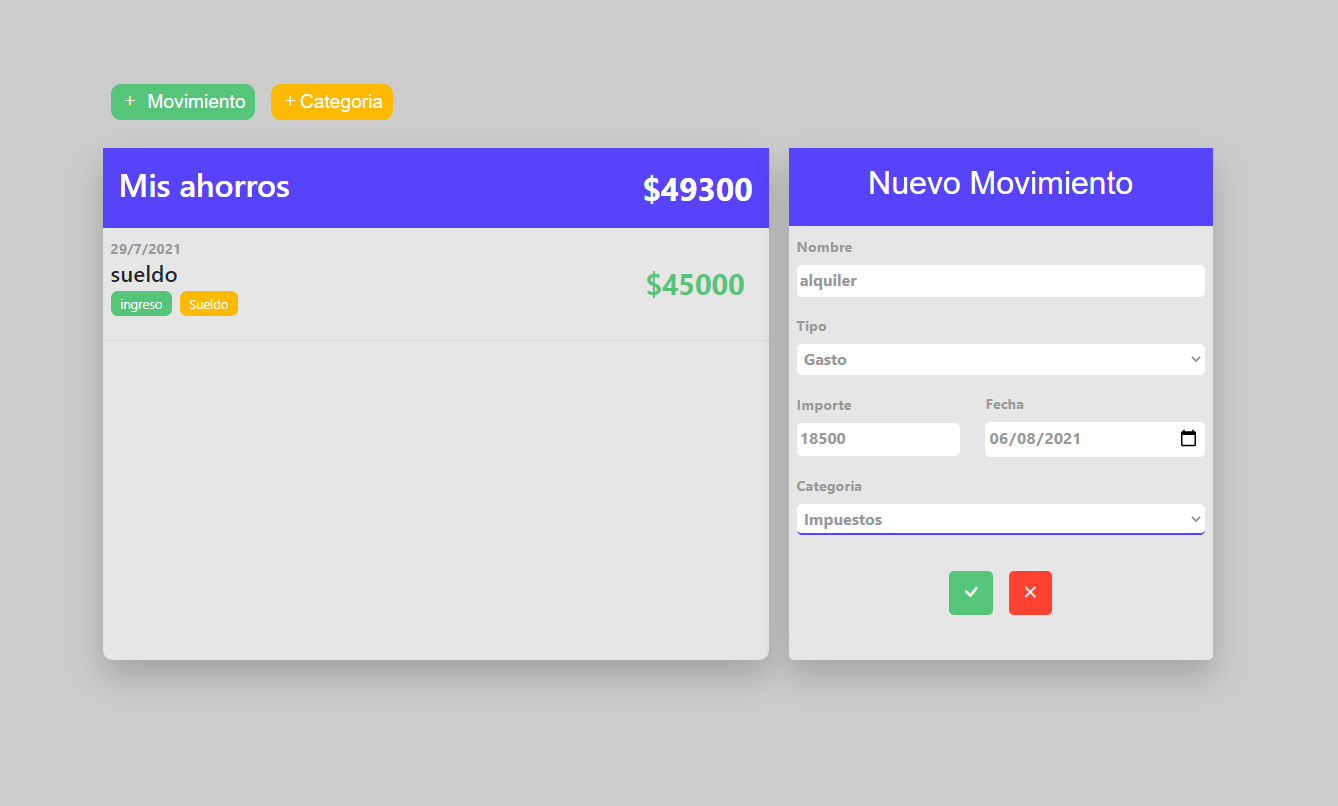 + Movimiento
+ Categoria
Mis ahorros
$49300
29/7/2021
sueldo
ingreso
Sueldo
$45000
Nuevo Movimiento
Nombre
alquiler
Tipo
Gasto
Importe
Fecha
18500
06/08/2021
Categoria
Impuestos